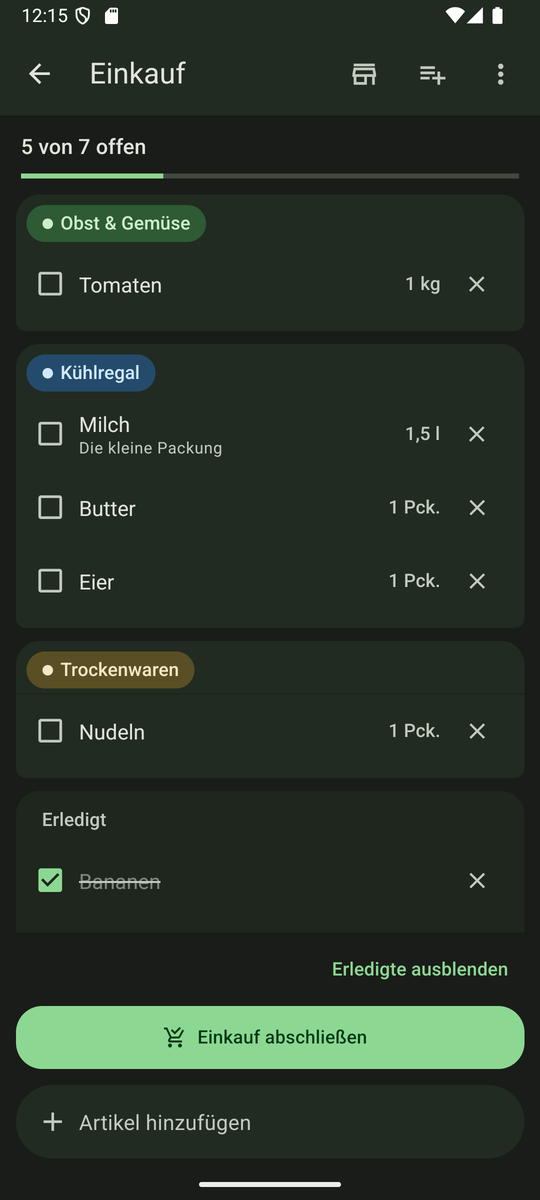 12:15
Einkauf
5 von 7 offen
Obst & Gemüse
Tomaten 1 kg
Kühlregal
Milch 1,5 l
Die kleine Packung
Butter 1 Pck.
Eier 1 Pck.
Trockenwaren
Nudeln 1 Pck.
Erledigt
Bananen
Erledigte ausblenden
Einkauf abschließen
Artikel hinzufügen